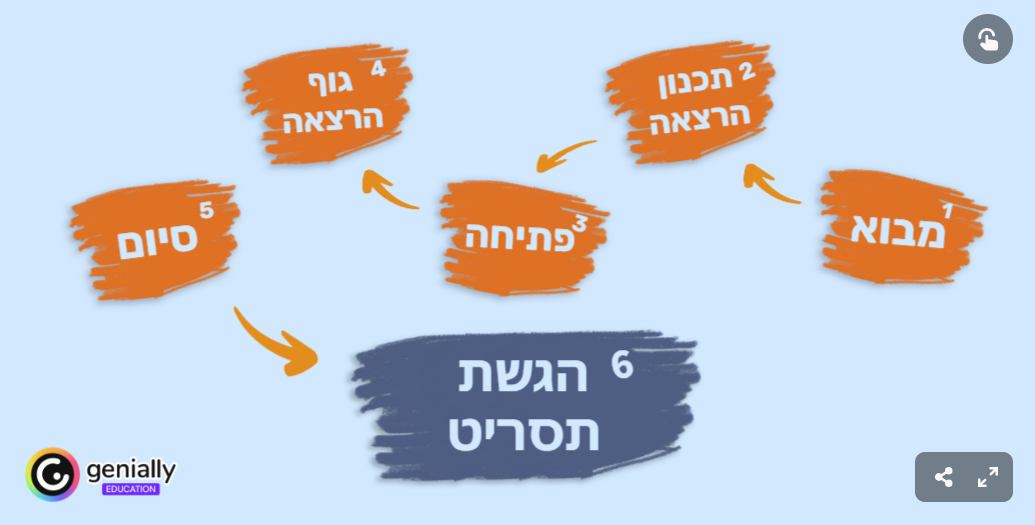 1
מבוא
2 תכנון
הרצאה
3
פתיחה
4 גוף
הרצאה
5
סיום
6 הגשת
תסריט
genially
EDUCATION